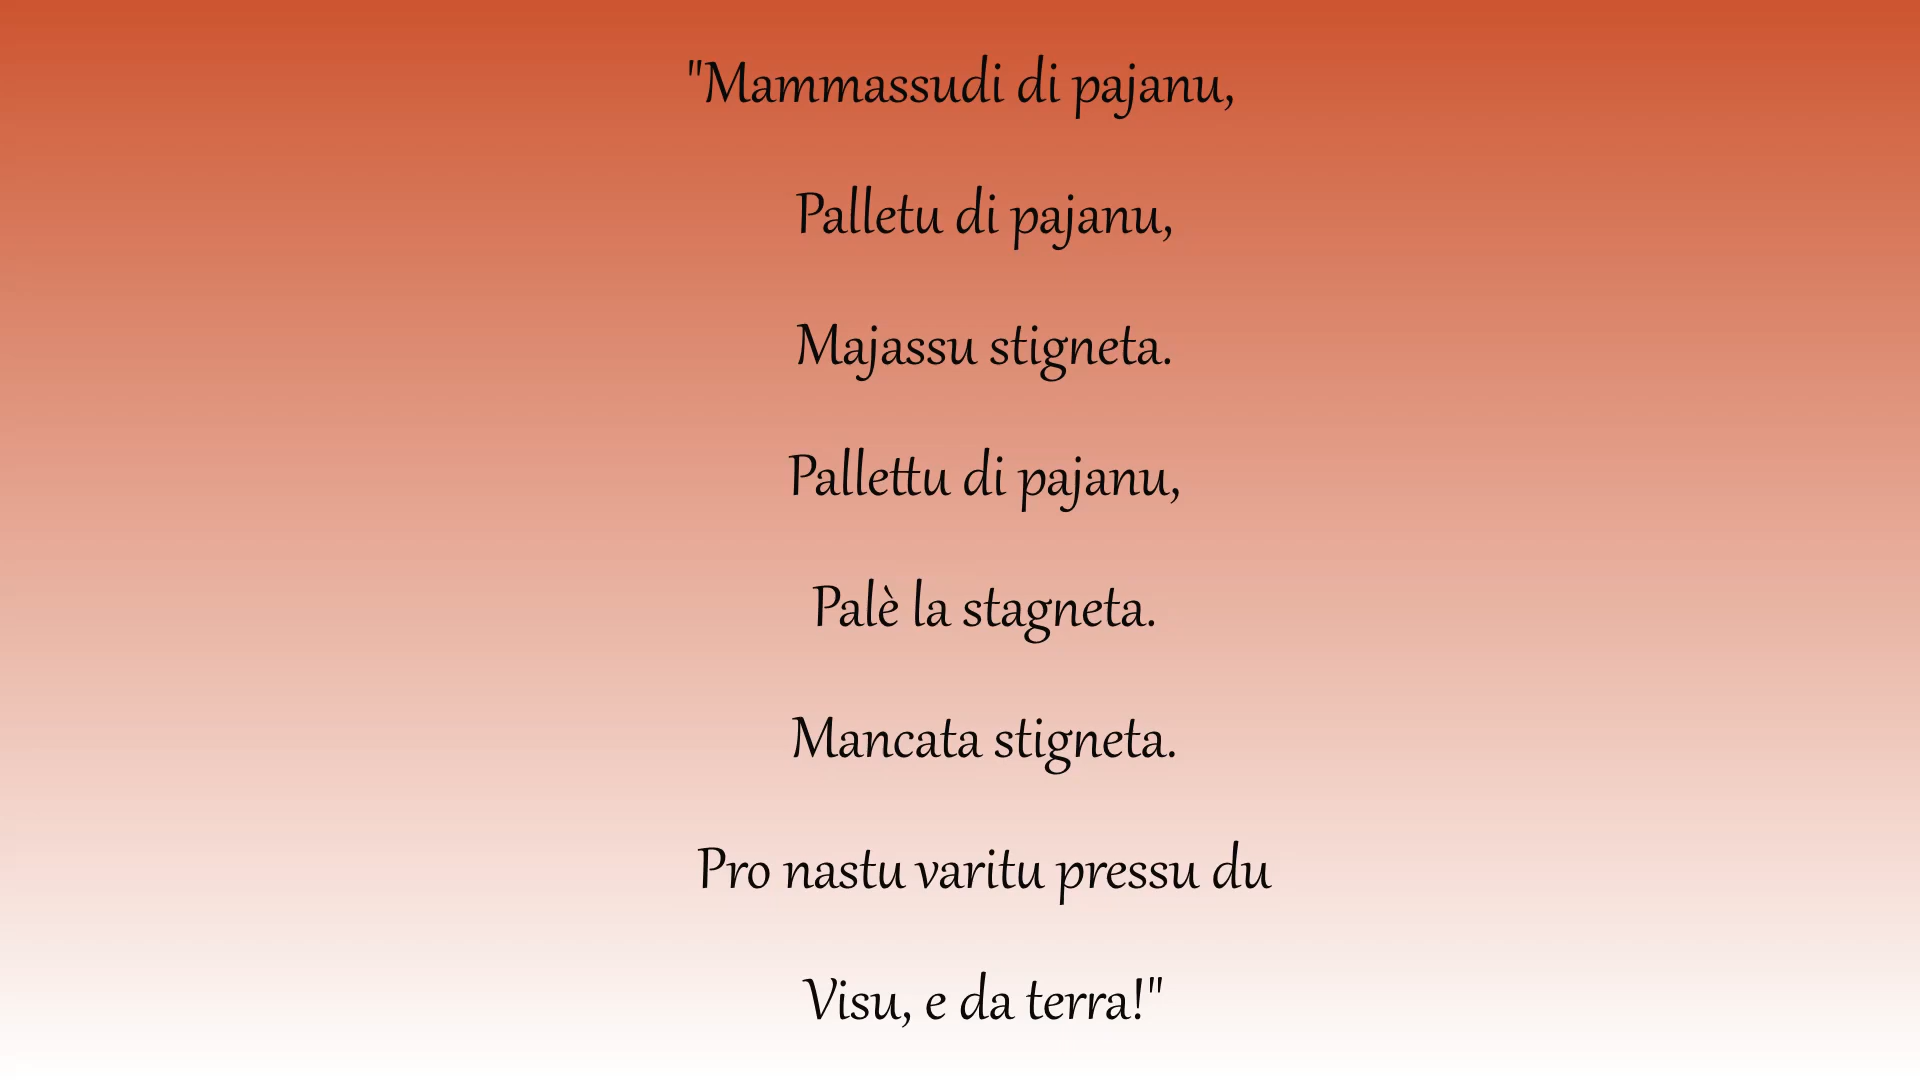 "Mammassudi di pajanu,
Palletu di pajanu,
Majassu stigneta.
Pallettu di pajanu,
Palè la stagneta.
Mancata stigneta.
Pro nastu varitu pressu du
Visu, e da terra!"